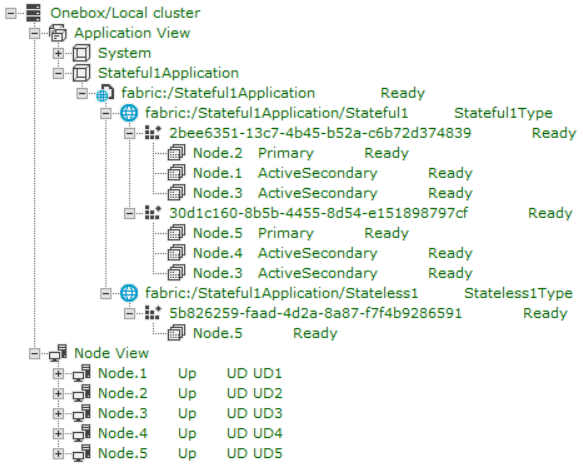 Onebox/Local cluster
Application View
System
Stateful1Application
fabric:/Stateful1Application Ready
fabric:/Stateful1Application/Stateful1 Stateful1Type
2bee6351-13c7-4b45-b52a-c6b72d374839 Ready
Node.2 Primary Ready
Node.1 ActiveSecondary Ready
Node.3 ActiveSecondary Ready
30d1c160-8b5b-4455-8d54-e151898797cf Ready
Node.5 Primary Ready
Node.4 ActiveSecondary Ready
Node.3 ActiveSecondary Ready
fabric:/Stateful1Application/Stateless1 Stateless1Type
5b826259-faad-4d2a-8a87-f7f4b9286591 Ready
Node.5 Ready
Node View
Node.1 Up UD UD1
Node.2 Up UD UD2
Node.3 Up UD UD3
Node.4 Up UD UD4
Node.5 Up UD UD5